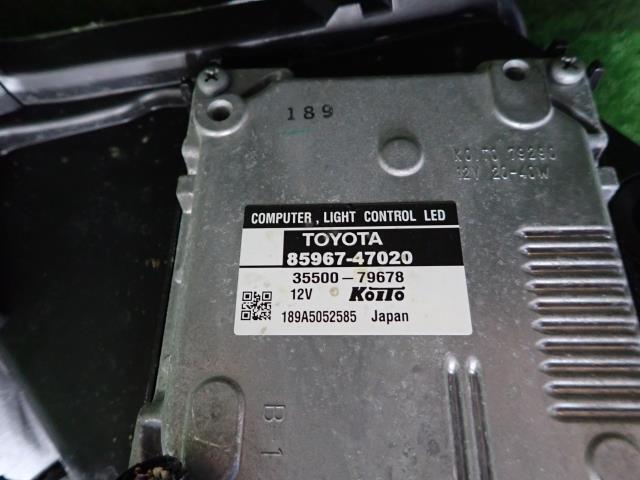 189
KOITO 79290
12V 20-40W
COMPUTER, LIGHT CONTROL LED
TOYOTA
85967-47020
35500-79678
12V KOITO
189A5052585 Japan
B-1